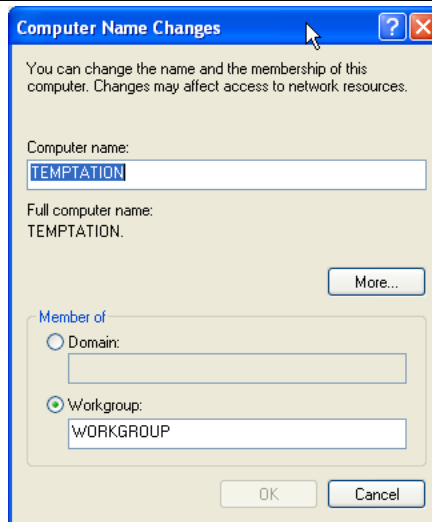 Computer Name Changes
You can change the name and the membership of this
computer. Changes may affect access to network resources.
Computer name:
TEMPTATION
Full computer name:
TEMPTATION.
More...
Member of
Domain:
Workgroup:
WORKGROUP
OK
Cancel